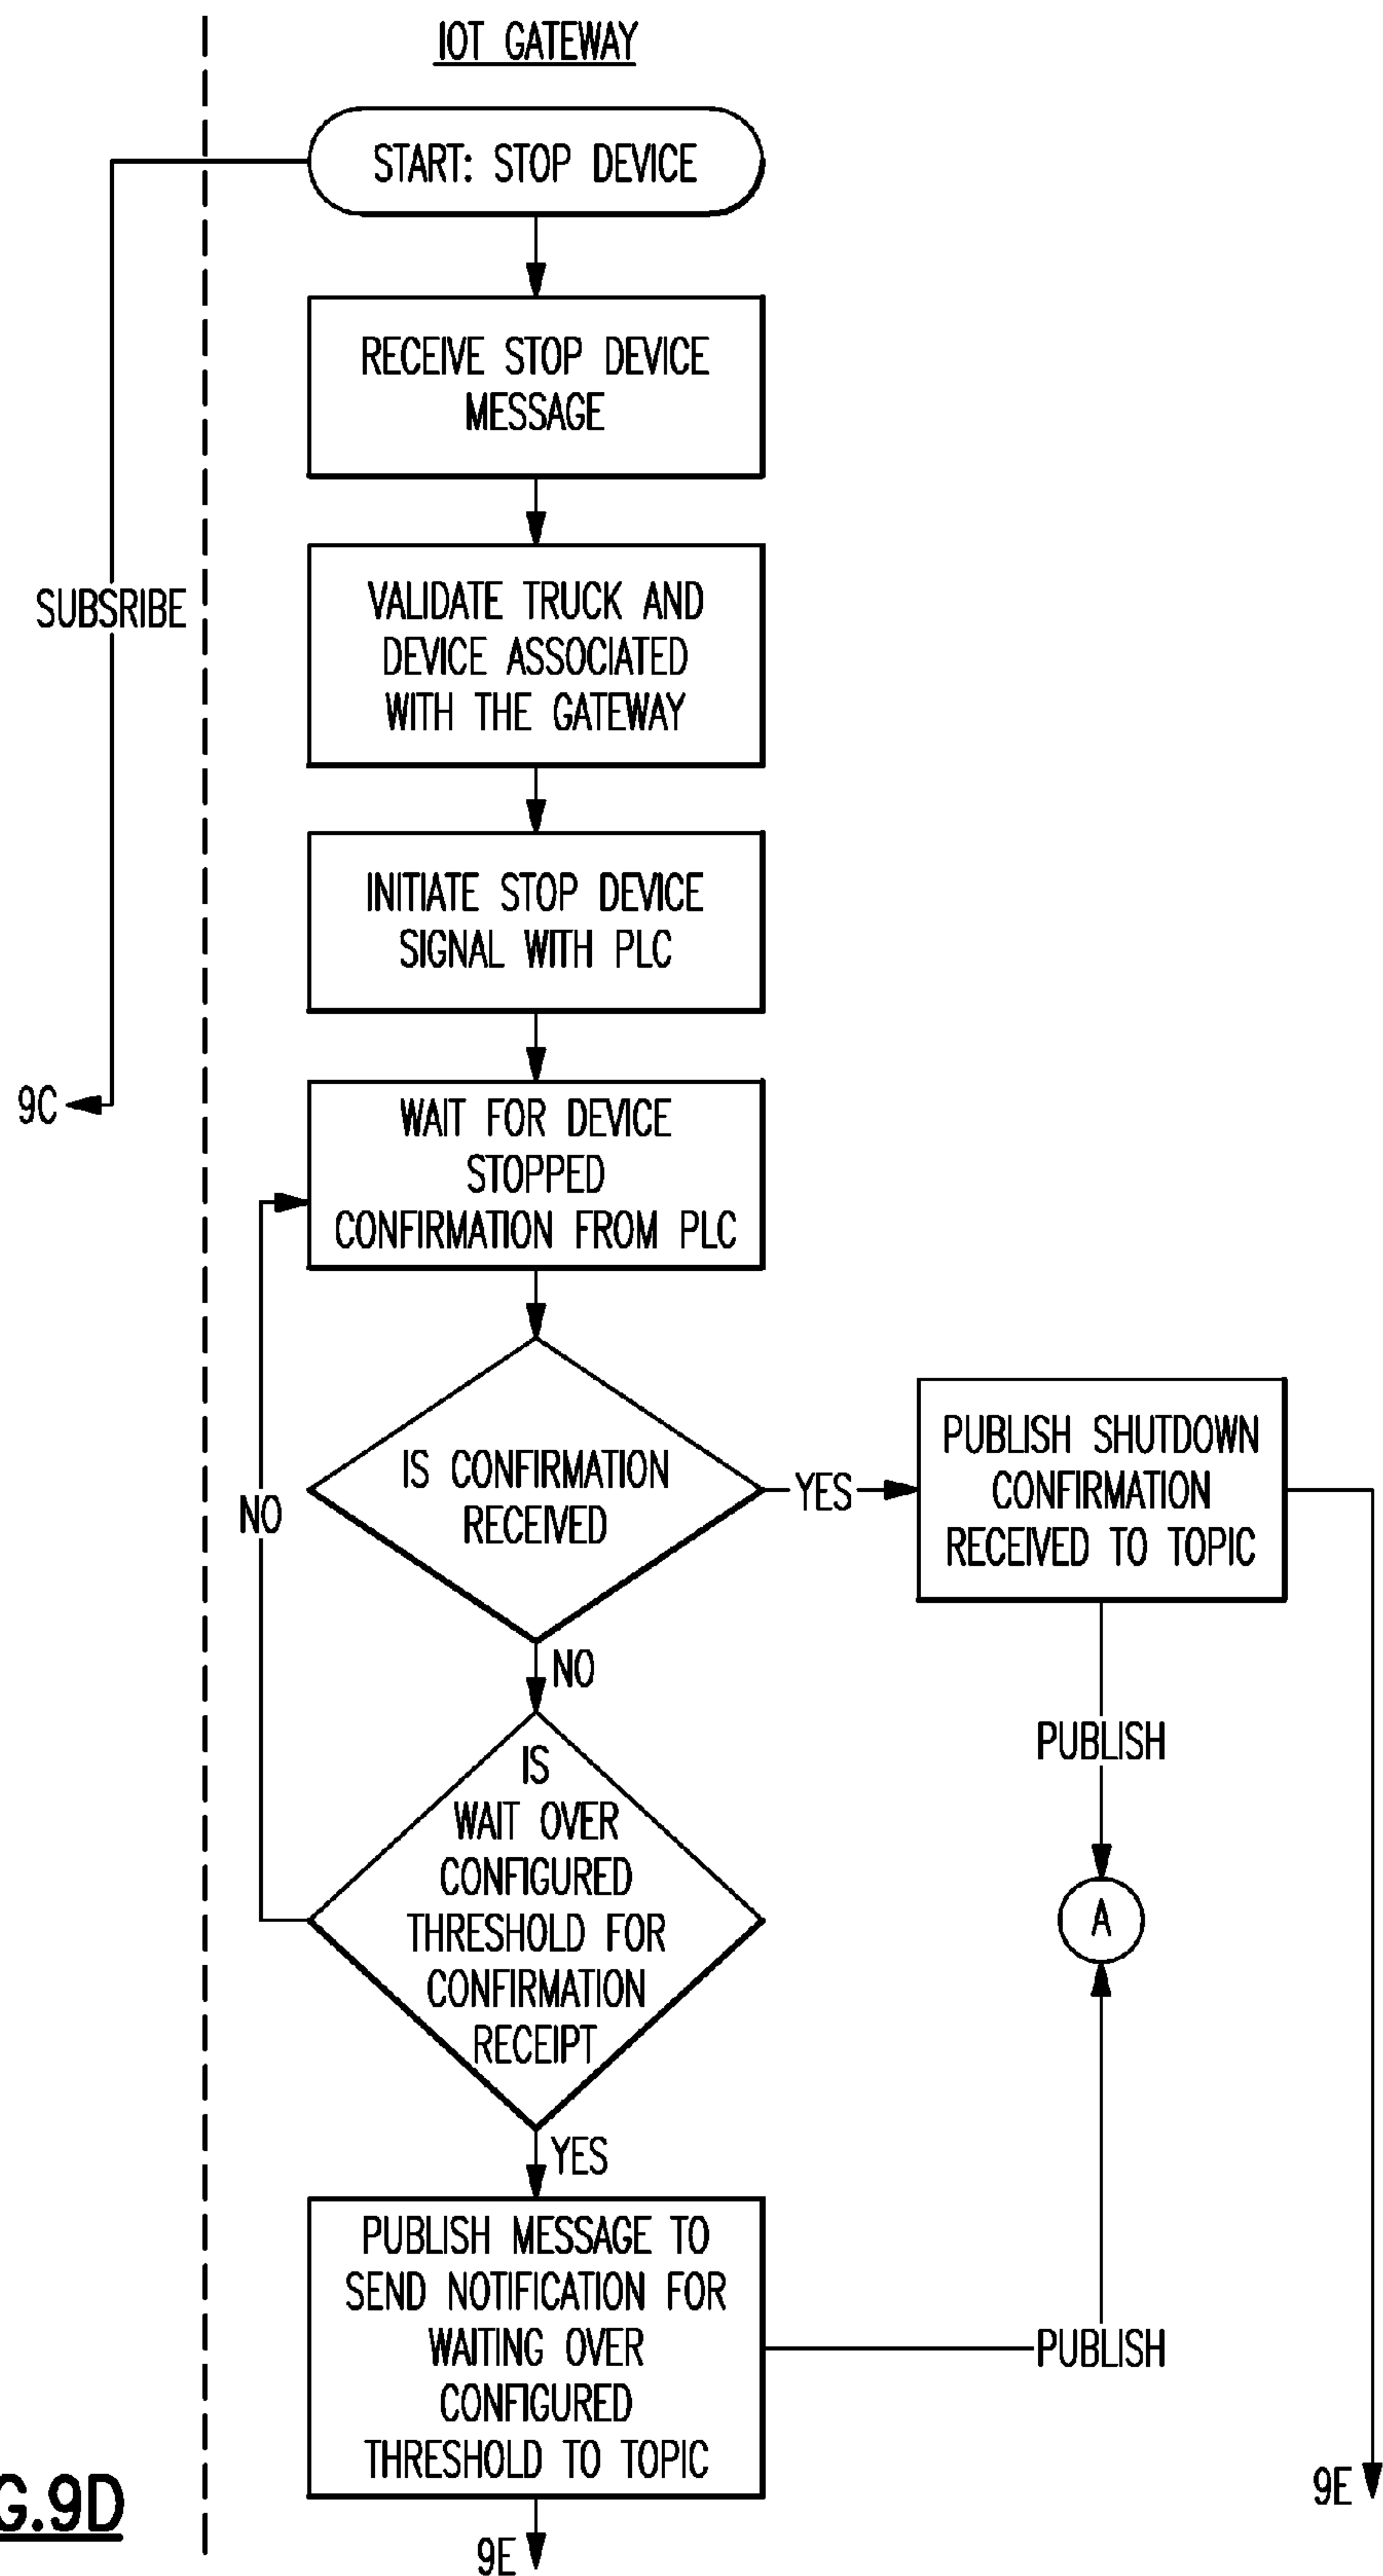 IOT GATEWAY
START: STOP DEVICE
RECEIVE STOP DEVICE
MESSAGE
VALIDATE TRUCK AND
DEVICE ASSOCIATED
WITH THE GATEWAY
SUBSRIBE
INITIATE STOP DEVICE
SIGNAL WITH PLC
9C
WAIT FOR DEVICE
STOPPED
CONFIRMATION FROM PLC
IS CONFIRMATION
RECEIVED
YES
PUBLISH SHUTDOWN
CONFIRMATION
RECEIVED TO TOPIC
NO
NO
PUBLISH
IS
WAIT OVER
CONFIGURED
THRESHOLD FOR
CONFIRMATION
RECEIPT
A
YES
PUBLISH MESSAGE TO
SEND NOTIFICATION FOR
WAITING OVER
CONFIGURED
THRESHOLD TO TOPIC
PUBLISH
9E
9E
G.9D